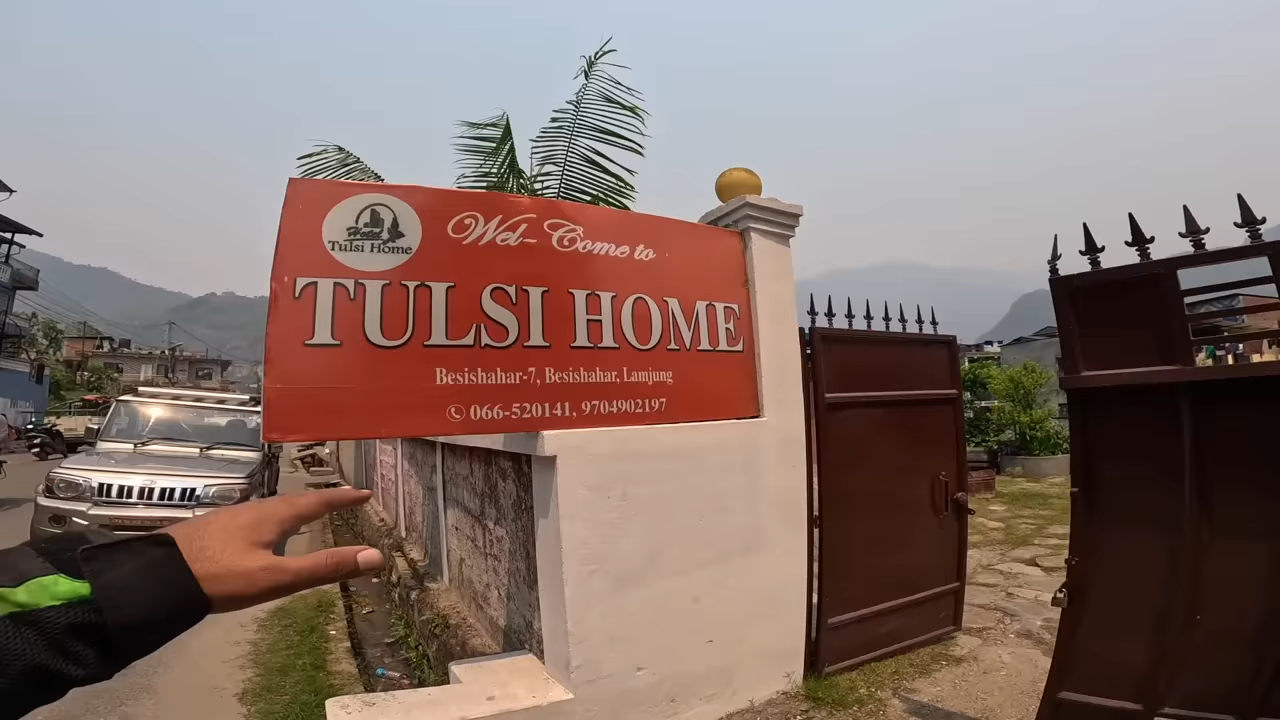 Hotel
Tulsi Home
Wel-Come to
TULSI HOME
Besishahar-7, Besishahar, Lamjung
066-520141, 9704902197